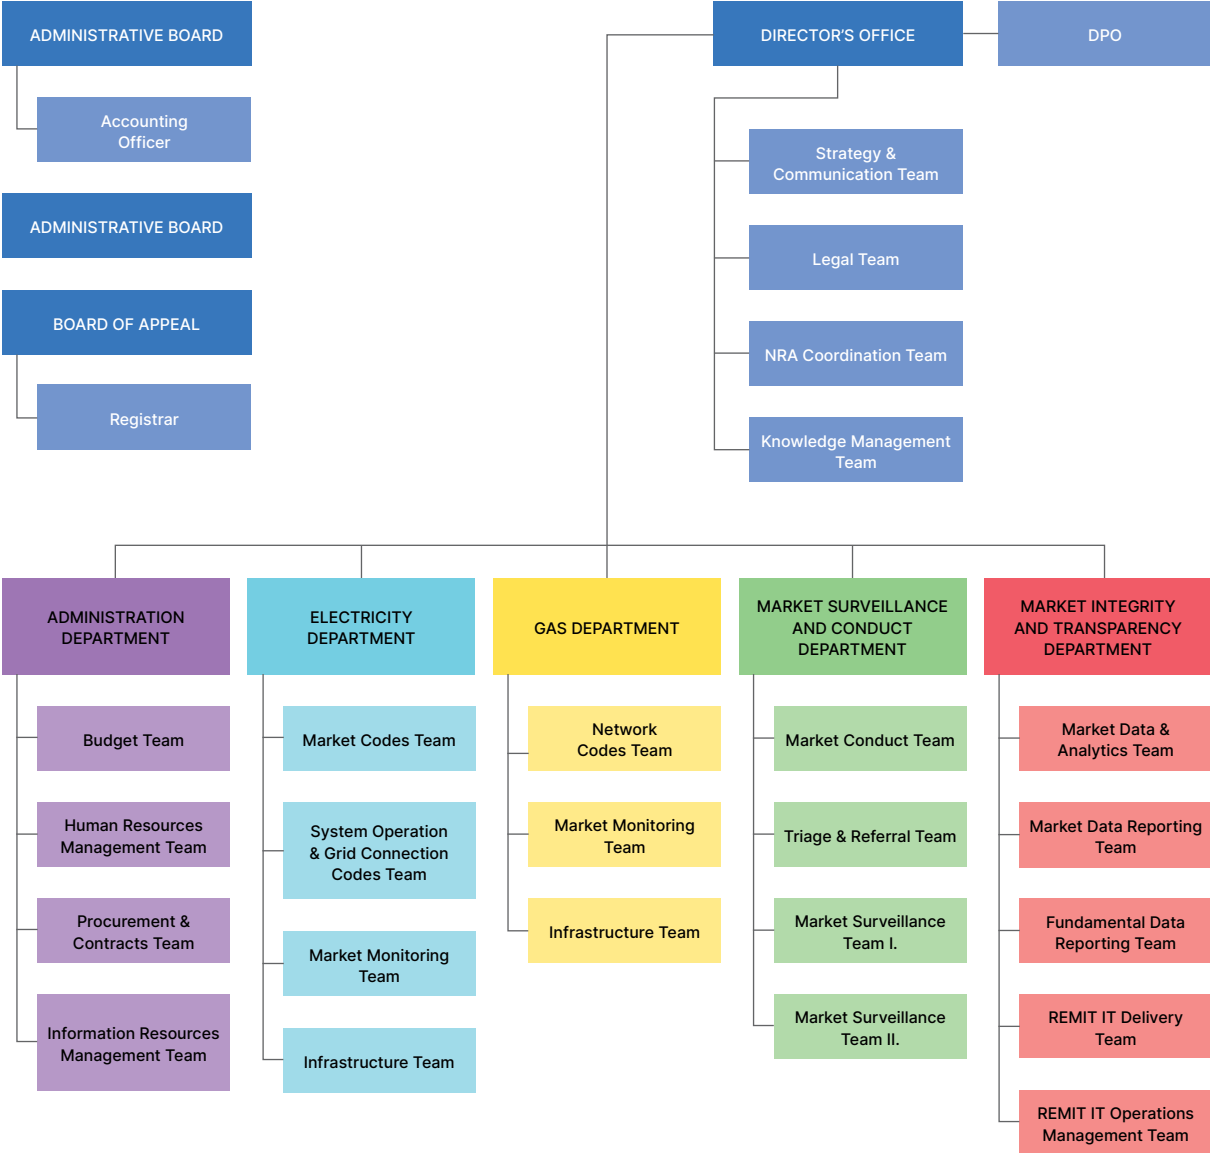 ADMINISTRATIVE BOARD
Accounting
Officer
ADMINISTRATIVE BOARD
BOARD OF APPEAL
Registrar
DIRECTOR'S OFFICE
DPO
Strategy &
Communication Team
Legal Team
NRA Coordination Team
Knowledge Management
Team
ADMINISTRATION
DEPARTMENT
Budget Team
Human Resources
Management Team
Procurement &
Contracts Team
Information Resources
Management Team
ELECTRICITY
DEPARTMENT
Market Codes Team
System Operation
& Grid Connection
Codes Team
Market Monitoring
Team
Infrastructure Team
GAS DEPARTMENT
Network
Codes Team
Market Monitoring
Team
Infrastructure Team
MARKET SURVEILLANCE
AND CONDUCT
DEPARTMENT
Market Conduct Team
Triage & Referral Team
Market Surveillance
Team I.
Market Surveillance
Team II.
MARKET INTEGRITY
AND TRANSPARENCY
DEPARTMENT
Market Data &
Analytics Team
Market Data Reporting
Team
Fundamental Data
Reporting Team
REMIT IT Delivery
Team
REMIT IT Operations
Management Team